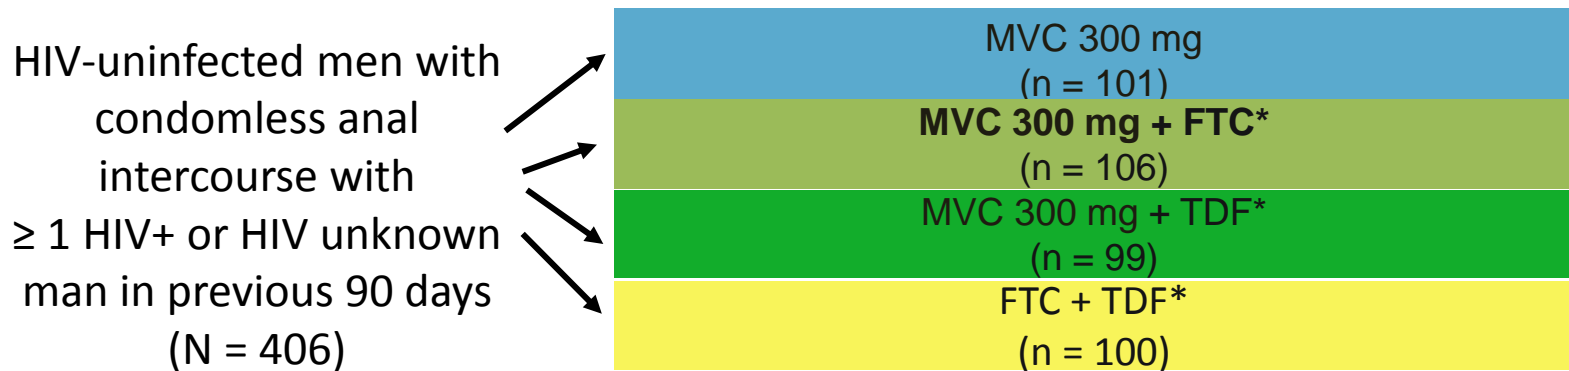 HIV-uninfected men with
condomless anal
intercourse with
≥ 1 HIV+ or HIV unknown
man in previous 90 days
(N = 406)
MVC 300 mg
(n = 101)
MVC 300 mg + FTC*
(n = 106)
MVC 300 mg + TDF*
(n = 99)
FTC + TDF*
(n = 100)